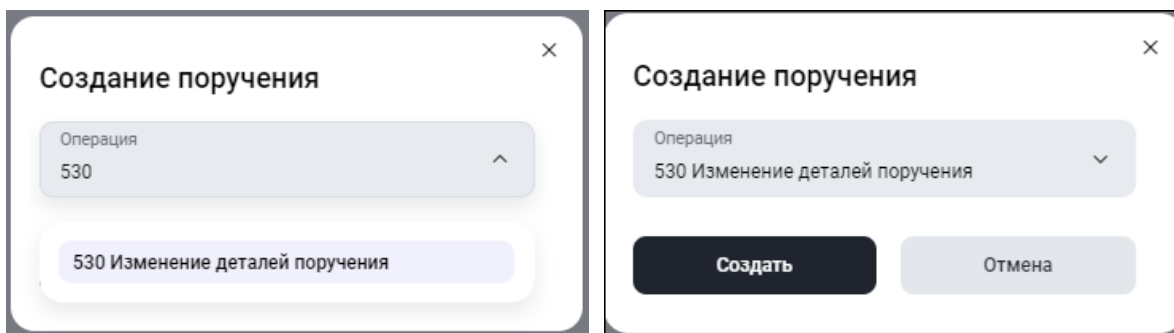 Создание поручения
Операция
530
530 Изменение деталей поручения
Создание поручения
Операция
530 Изменение деталей поручения
Создать
Отмена